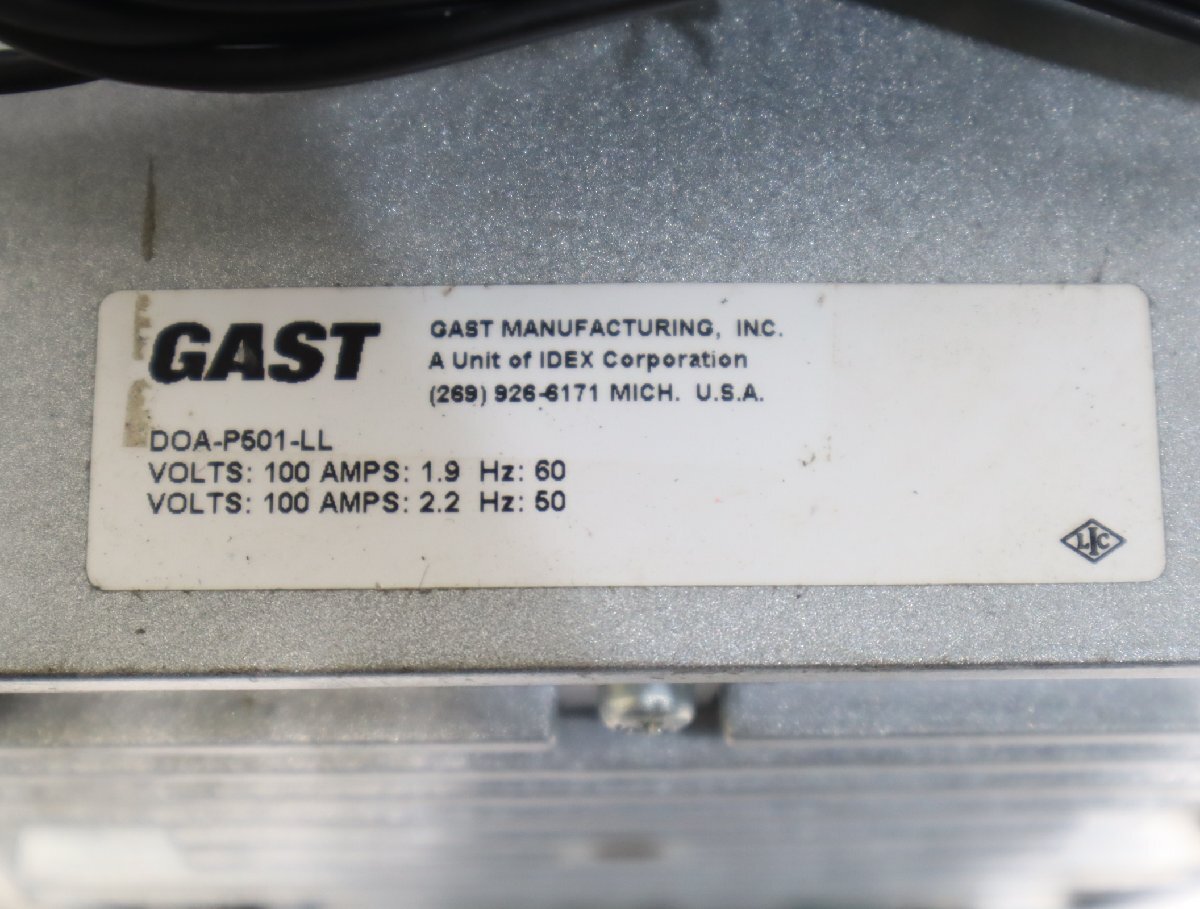 GAST
GAST MANUFACTURING, INC.
A Unit of IDEX Corporation
(269) 926-6171 MICH. U.S.A.
DOA-P501-LL
VOLTS: 100 AMPS: 1.9 Hz: 60
VOLTS: 100 AMPS: 2.2 Hz: 50
LIC